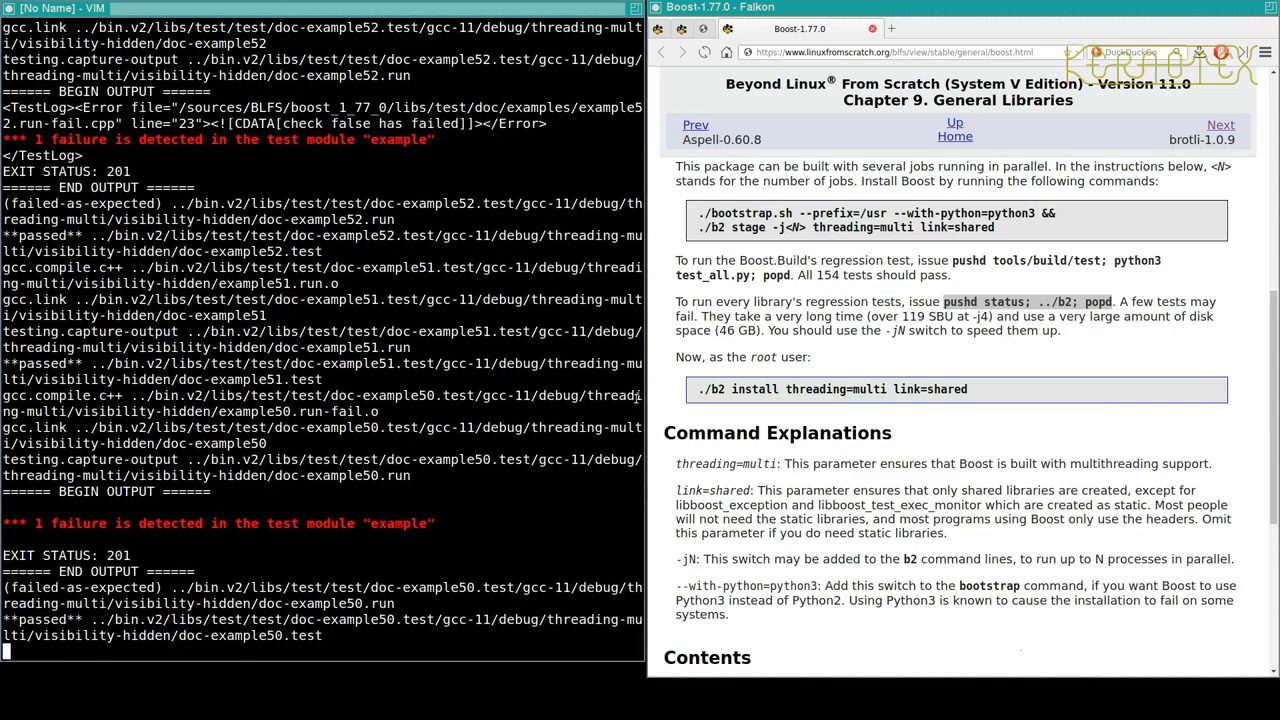 [No Name] - VIM
gcc.link ../bin.v2/libs/test/test/doc-example52.test/gcc-11/debug/threading-mult
i/visibility-hidden/doc-example52
testing.capture-output ../bin.v2/libs/test/test/doc-example52.test/gcc-11/debug/
threading-multi/visibility-hidden/doc-example52.run
====== BEGIN OUTPUT ======
<TestLog><Error file="/sources/BLFS/boost_1_77_0/libs/test/doc/examples/example5
2.run-fail.cpp" line="23"><![CDATA[check false has failed]]></Error>
*** 1 failure is detected in the test module "example"
</TestLog>
EXIT STATUS: 201
====== END OUTPUT ======
(failed-as-expected) ../bin.v2/libs/test/test/doc-example52.test/gcc-11/debug/th
reading-multi/visibility-hidden/doc-example52.run
**passed** ../bin.v2/libs/test/test/doc-example52.test/gcc-11/debug/threading-mu
lti/visibility-hidden/doc-example52.test
gcc.compile.c++ ../bin.v2/libs/test/test/doc-example51.test/gcc-11/debug/threadi
ng-multi/visibility-hidden/example51.run.o
gcc.link ../bin.v2/libs/test/test/doc-example51.test/gcc-11/debug/threading-mult
i/visibility-hidden/doc-example51
testing.capture-output ../bin.v2/libs/test/test/doc-example51.test/gcc-11/debug/
threading-multi/visibility-hidden/doc-example51.run
**passed** ../bin.v2/libs/test/test/doc-example51.test/gcc-11/debug/threading-mu
lti/visibility-hidden/doc-example51.test
gcc.compile.c++ ../bin.v2/libs/test/test/doc-example50.test/gcc-11/debug/threadi
ng-multi/visibility-hidden/example50.run-fail.o
gcc.link ../bin.v2/libs/test/test/doc-example50.test/gcc-11/debug/threading-mult
i/visibility-hidden/doc-example50
testing.capture-output ../bin.v2/libs/test/test/doc-example50.test/gcc-11/debug/
threading-multi/visibility-hidden/doc-example50.run
====== BEGIN OUTPUT ======
*** 1 failure is detected in the test module "example"
EXIT STATUS: 201
====== END OUTPUT ======
(failed-as-expected) ../bin.v2/libs/test/test/doc-example50.test/gcc-11/debug/th
reading-multi/visibility-hidden/doc-example50.run
**passed** ../bin.v2/libs/test/test/doc-example50.test/gcc-11/debug/threading-mu
lti/visibility-hidden/doc-example50.test
Boost-1.77.0 - Falkon
Boost-1.77.0
https://www.linuxfromscratch.org/blfs/view/stable/general/boost.html
DuckDuckGo
KERNOTEX
Beyond Linux® From Scratch (System V Edition) - Version 11.0
Chapter 9. General Libraries
Prev
Up
Next
Aspell-0.60.8
Home
brotli-1.0.9
This package can be built with several jobs running in parallel. In the instructions below, <N>
stands for the number of jobs. Install Boost by running the following commands:
./bootstrap.sh --prefix=/usr --with-python=python3 &&
./b2 stage -j<N> threading=multi link=shared
To run the Boost.Build's regression test, issue pushd tools/build/test; python3
test_all.py; popd. All 154 tests should pass.
To run every library's regression tests, issue pushd status; ../b2; popd. A few tests may
fail. They take a very long time (over 119 SBU at -j4) and use a very large amount of disk
space (46 GB). You should use the -jN switch to speed them up.
Now, as the root user:
./b2 install threading=multi link=shared
Command Explanations
threading=multi: This parameter ensures that Boost is built with multithreading support.
link=shared: This parameter ensures that only shared libraries are created, except for
libboost_exception and libboost_test_exec_monitor which are created as static. Most people
will not need the static libraries, and most programs using Boost only use the headers. Omit
this parameter if you do need static libraries.
-jN: This switch may be added to the b2 command lines, to run up to N processes in parallel.
--with-python=python3: Add this switch to the bootstrap command, if you want Boost to use
Python3 instead of Python2. Using Python3 is known to cause the installation to fail on some
systems.
Contents